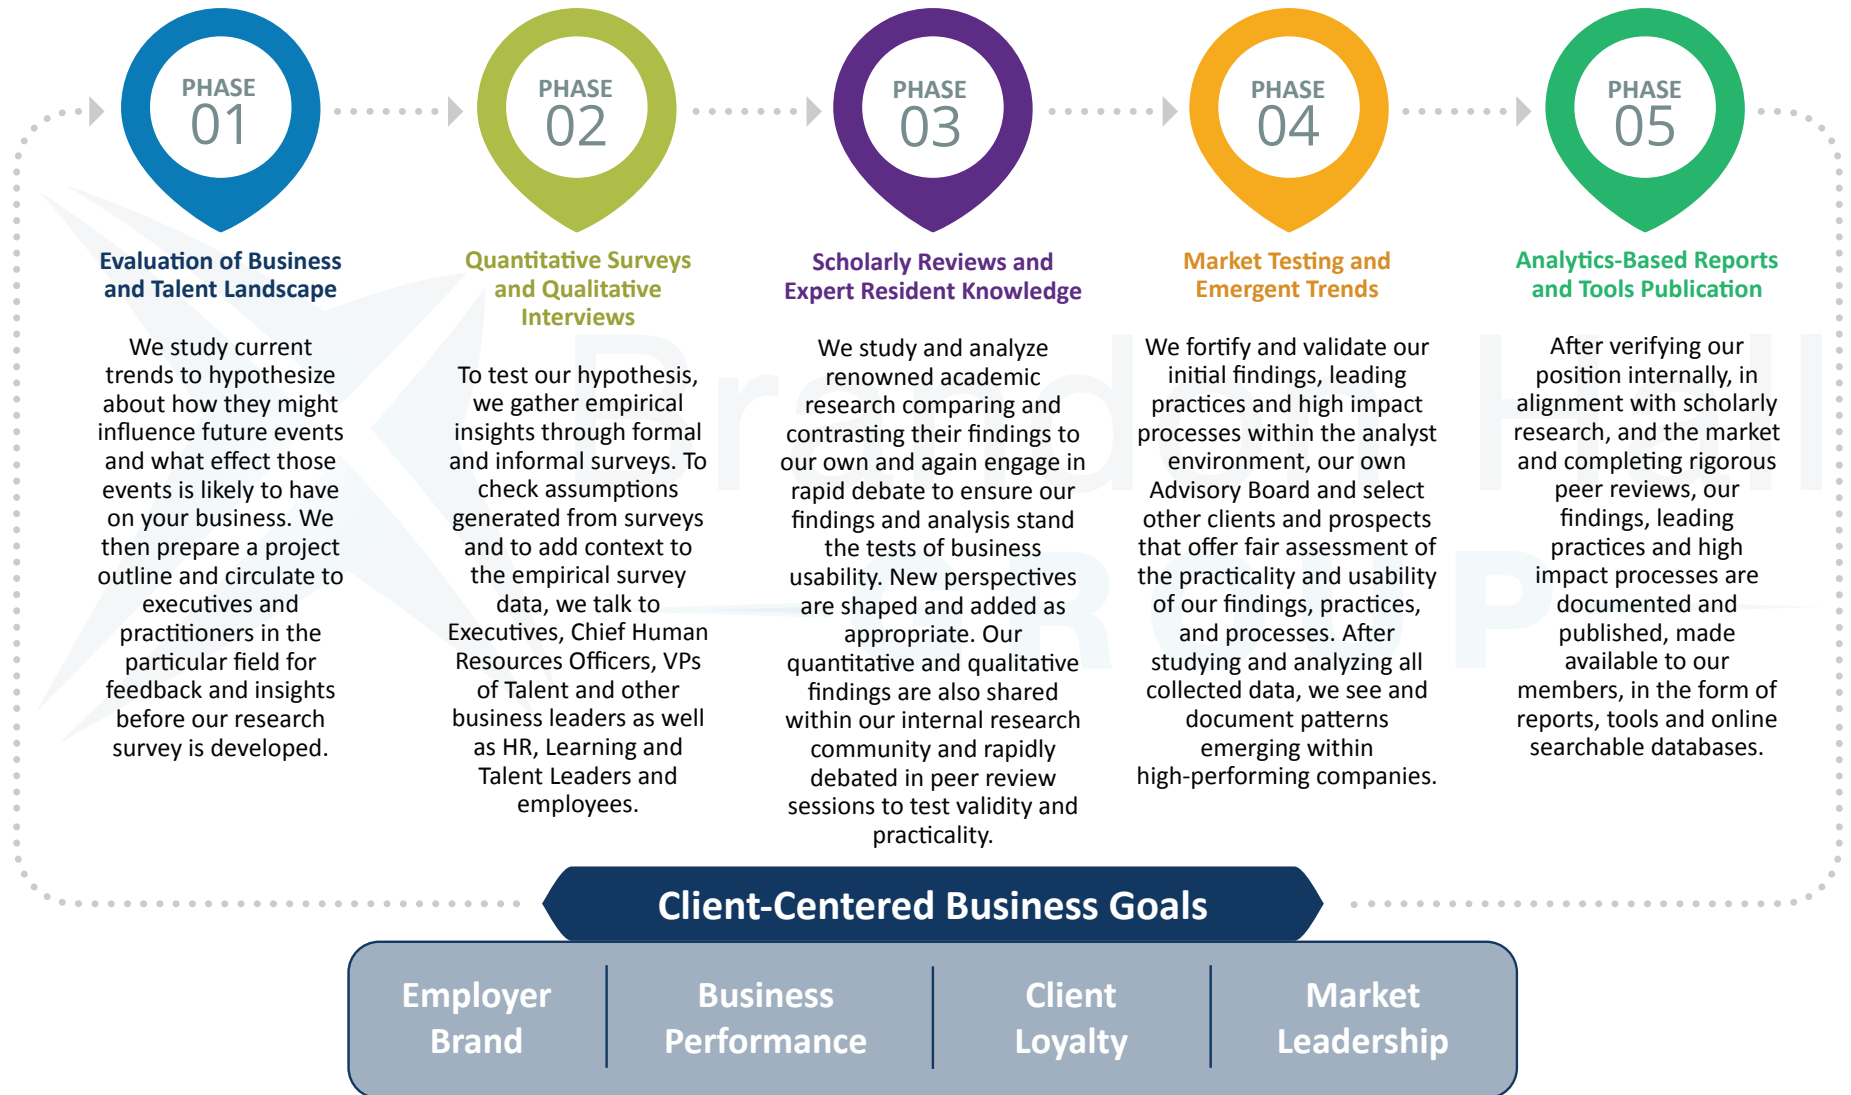 PHASE
01
Evaluation of Business
and Talent Landscape
We study current
trends to hypothesize
about how they might
influence future events
and what effect those
events is likely to have
on your business. We
then prepare a project
outline and circulate to
executives and
practitioners in the
particular field for
feedback and insights
before our research
survey is developed.
PHASE
02
Quantitative Surveys
and Qualitative
Interviews
To test our hypothesis,
we gather empirical
insights through formal
and informal surveys. To
check assumptions
generated from surveys
and to add context to
the empirical survey
data, we talk to
Executives, Chief Human
Resources Officers, VPs
of Talent and other
business leaders as well
as HR, Learning and
Talent Leaders and
employees.
PHASE
03
Scholarly Reviews and
Expert Resident Knowledge
We study and analyze
renowned academic
research comparing and
contrasting their findings to
our own and again engage in
rapid debate to ensure our
findings and analysis stand
the tests of business
usability. New perspectives
are shaped and added as
appropriate. Our
quantitative and qualitative
findings are also shared
within our internal research
community and rapidly
debated in peer review
sessions to test validity and
practicality.
PHASE
04
Market Testing and
Emergent Trends
We fortify and validate our
initial findings, leading
practices and high impact
processes within the analyst
environment, our own
Advisory Board and select
other clients and prospects
that offer fair assessment of
the practicality and usability
of our findings, practices,
and processes. After
studying and analyzing all
collected data, we see and
document patterns
emerging within
high-performing companies.
PHASE
05
Analytics-Based Reports
and Tools Publication
After verifying our
position internally, in
alignment with scholarly
research, and the market
and completing rigorous
peer reviews, our
findings, leading
practices and high
impact processes are
documented and
published, made
available to our
members, in the form of
reports, tools and online
searchable databases.
Brandon Hall
GROUP
Client-Centered Business Goals
Employer
Brand
Business
Performance
Client
Loyalty
Market
Leadership